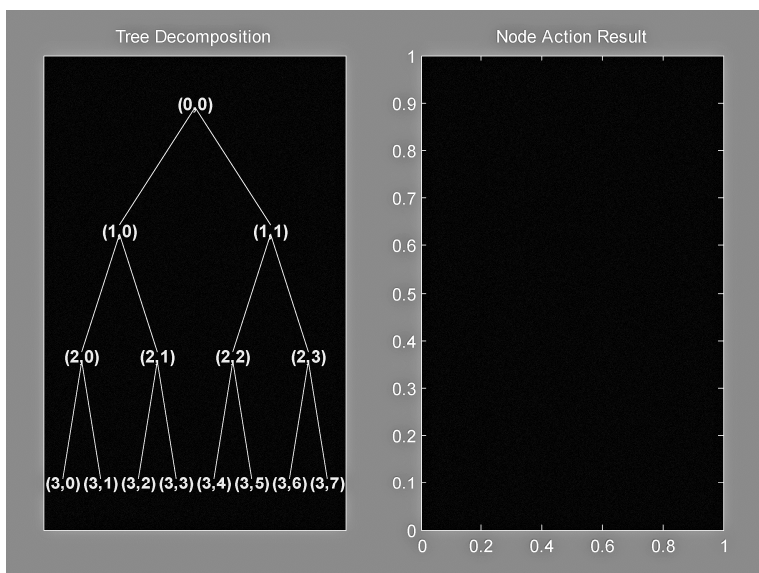 Tree Decomposition
(0,0)
(1,0) (1,1)
(2,0) (2,1) (2,2) (2,3)
(3,0) (3,1) (3,2) (3,3) (3,4) (3,5) (3,6) (3,7)
Node Action Result
1
0.9
0.8
0.7
0.6
0.5
0.4
0.3
0.2
0.1
0
0 0.2 0.4 0.6 0.8 1